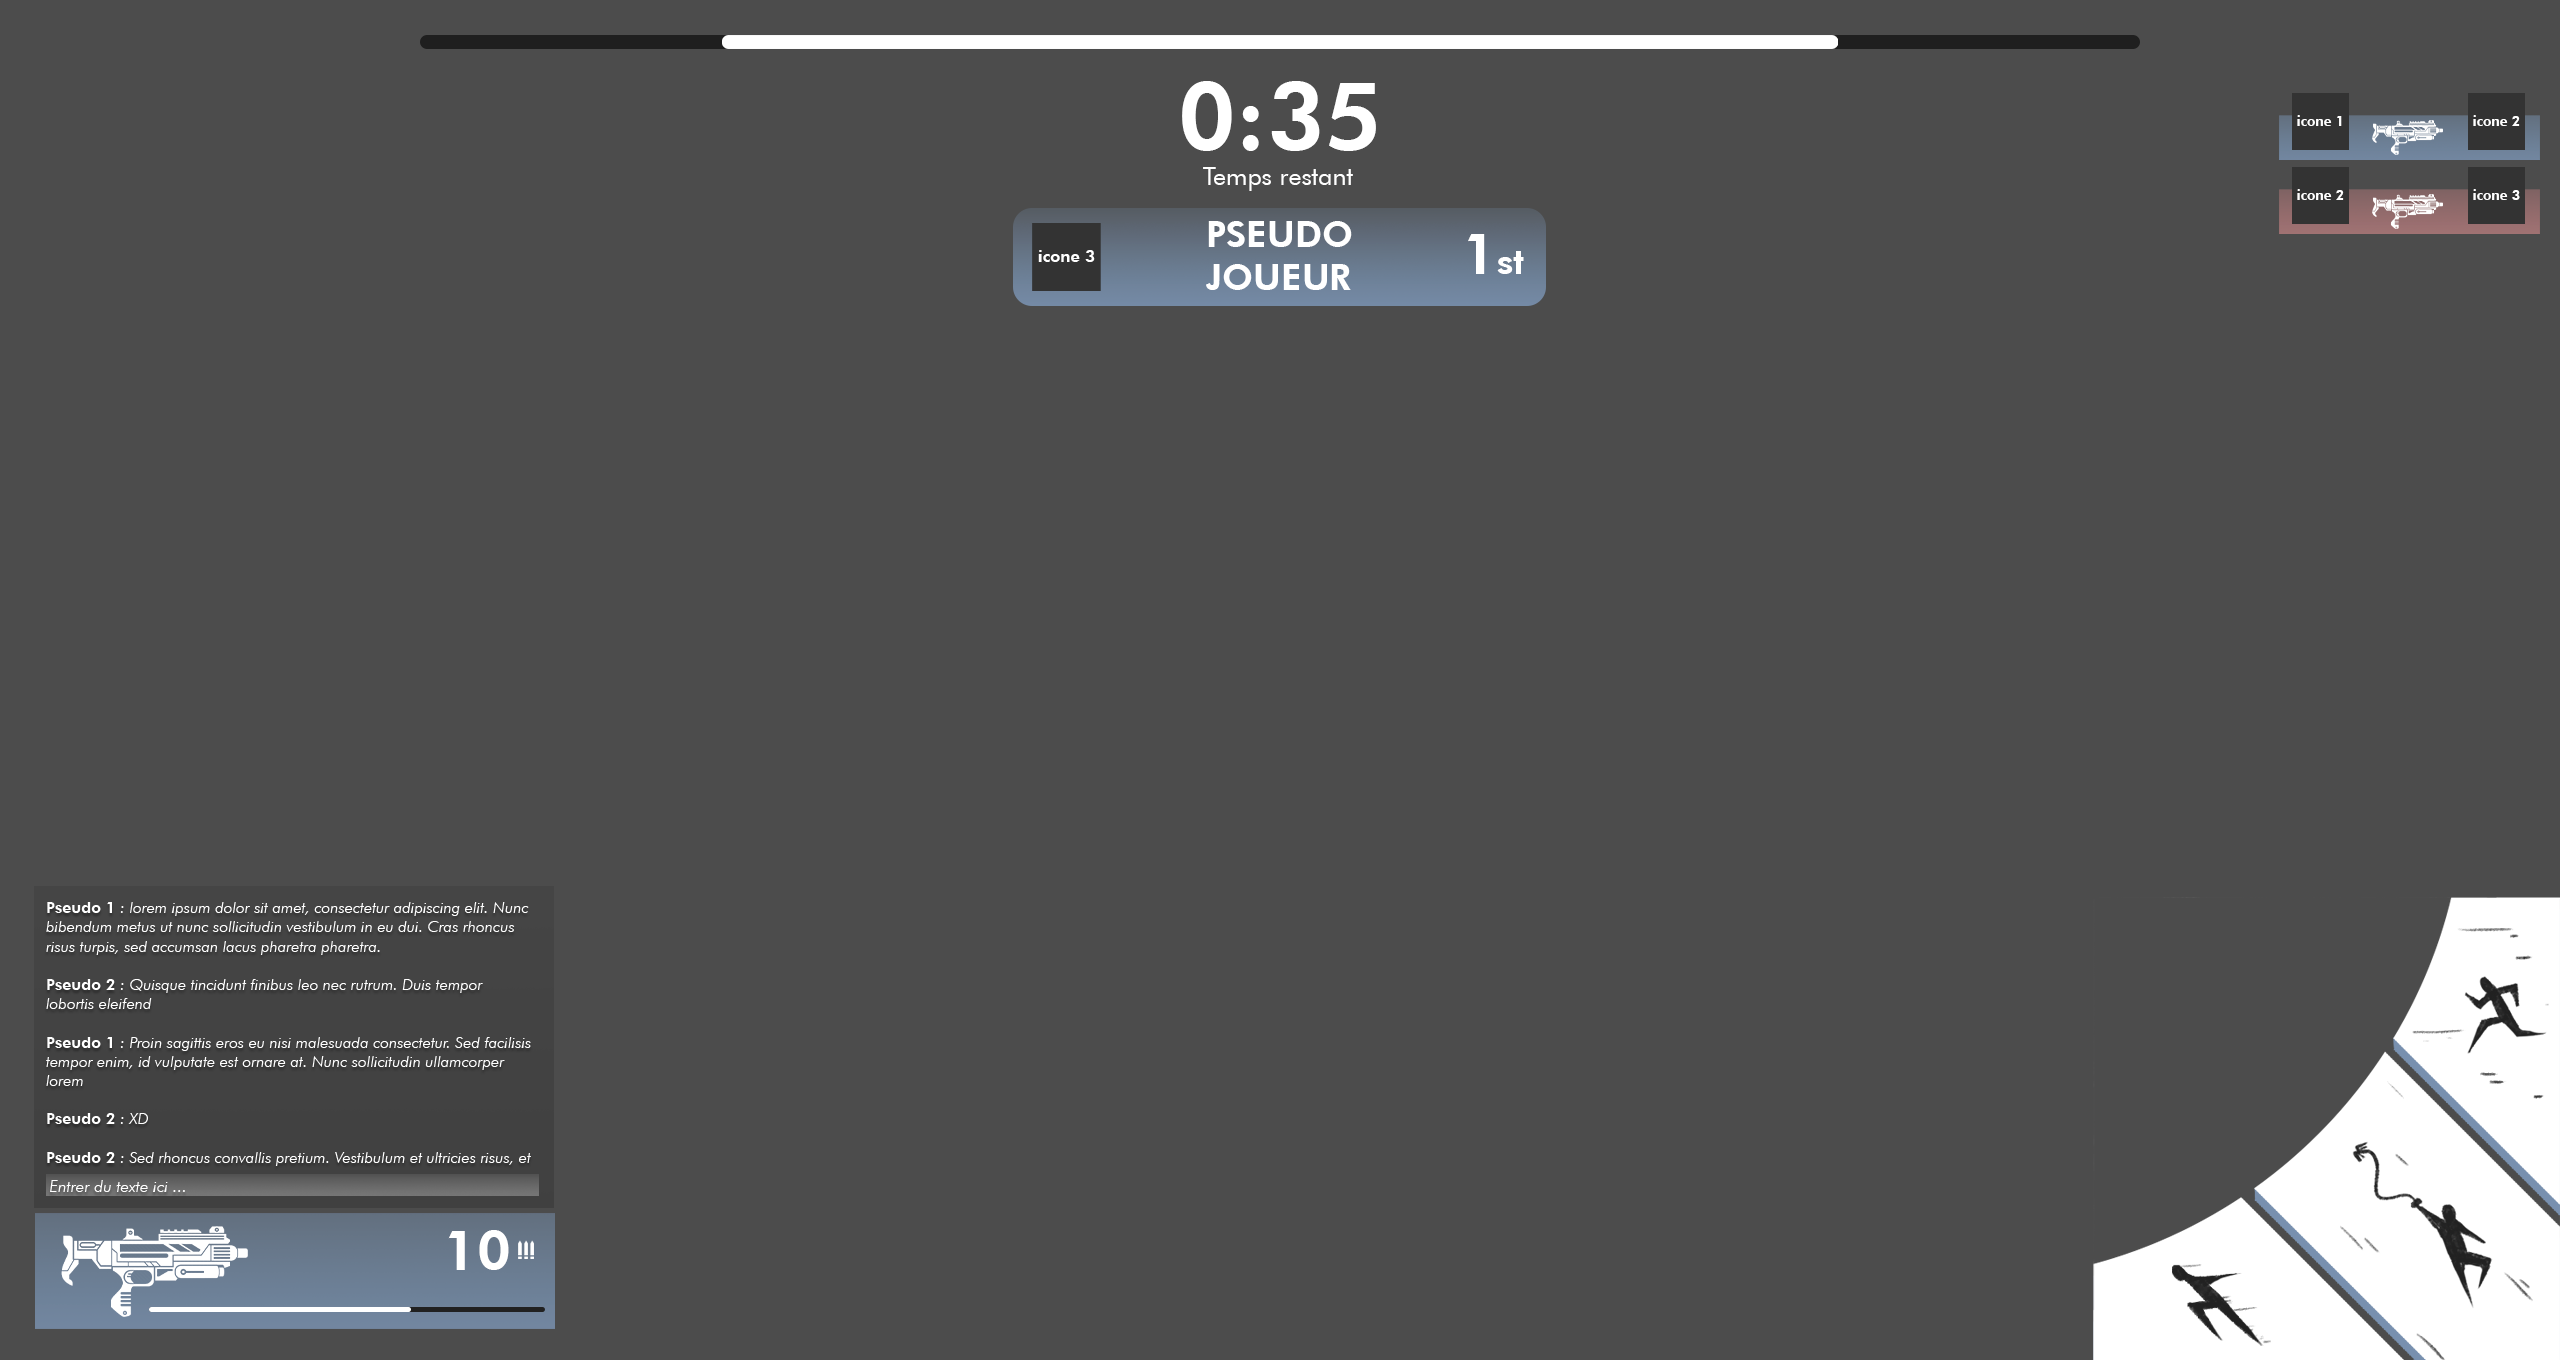 0:35
Temps restant
icone 3
PSEUDO
JOUEUR
1st
icone 1
icone 2
icone 2
icone 3
Pseudo 1 : lorem ipsum dolor sit amet, consectetur adipiscing elit. Nunc
bibendum metus ut nunc sollicitudin vestibulum in eu dui. Cras rhoncus
risus turpis, sed accumsan lacus pharetra pharetra.
Pseudo 2 : Quisque tincidunt finibus leo nec rutrum. Duis tempor
lobortis eleifend
Pseudo 1 : Proin sagittis eros eu nisi malesuada consectetur. Sed facilisis
tempor enim, id vulputate est ornare at. Nunc sollicitudin ullamcorper
lorem
Pseudo 2 : XD
Pseudo 2 : Sed rhoncus convallis pretium. Vestibulum et ultricies risus, et
Entrer du texte ici ...
10